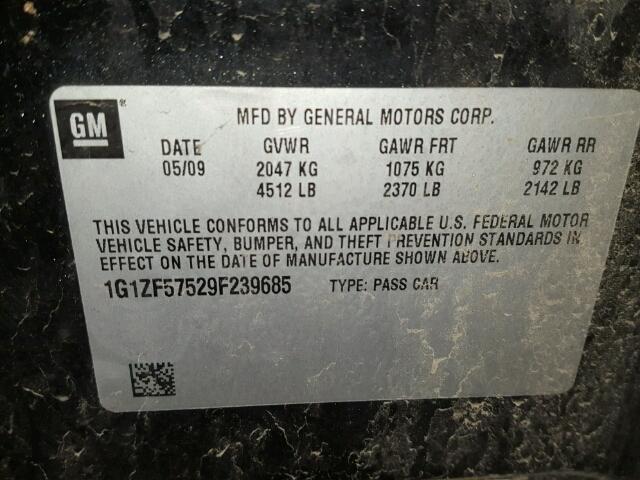 GM®
MFD BY GENERAL MOTORS CORP.
DATE GVWR GAWR FRT GAWR RR
05/09 2047 KG 1075 KG 972 KG
4512 LB 2370 LB 2142 LB
THIS VEHICLE CONFORMS TO ALL APPLICABLE U.S. FEDERAL MOTOR
VEHICLE SAFETY, BUMPER, AND THEFT PREVENTION STANDARDS IN
EFFECT ON THE DATE OF MANUFACTURE SHOWN ABOVE.
1G1ZF57529F239685 TYPE: PASS CAR